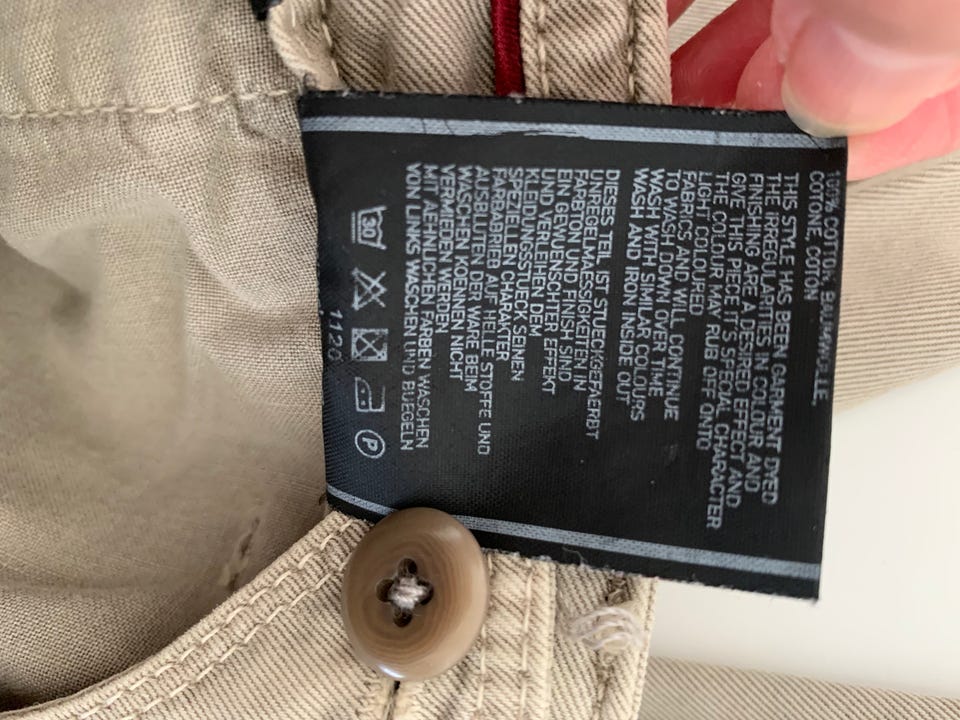 100% COTTON, BAUMWOLLE,
COTONE, COTÓN
THIS STYLE HAS BEEN GARMENT DYED
THE IRREGULARITIES IN COLOUR AND
FINISHING ARE A DESIRED EFFECT AND
GIVE THIS PIECE IT'S SPECIAL CHARACTER
THE COLOUR MAY RUB OFF ONTO
LIGHT COLOURED
FABRICS AND WILL CONTINUE
TO WASH DOWN OVER TIME
WASH WITH SIMILAR COLOURS
WASH AND IRON INSIDE OUT
DIESES TEIL IST STUECKGEFAERBT
UNREGELMAESSIGKEITEN IN
FARBTON UND FINISH SIND
EIN GEWUENSCHTER EFFEKT
UND VERLEIHEN DEM
KLEIDUNGSSTUECK SEINEN
SPEZIELLEN CHARAKTER
FARBABRIEB AUF HELLE STOFFE UND
AUSBLUTEN DER WARE BEIM
WASCHEN KOENNEN NICHT
VERMIEDEN WERDEN
MIT AEHNLICHEN FARBEN WASCHEN
VON LINKS WASCHEN UND BUEGELN
30 P
1120